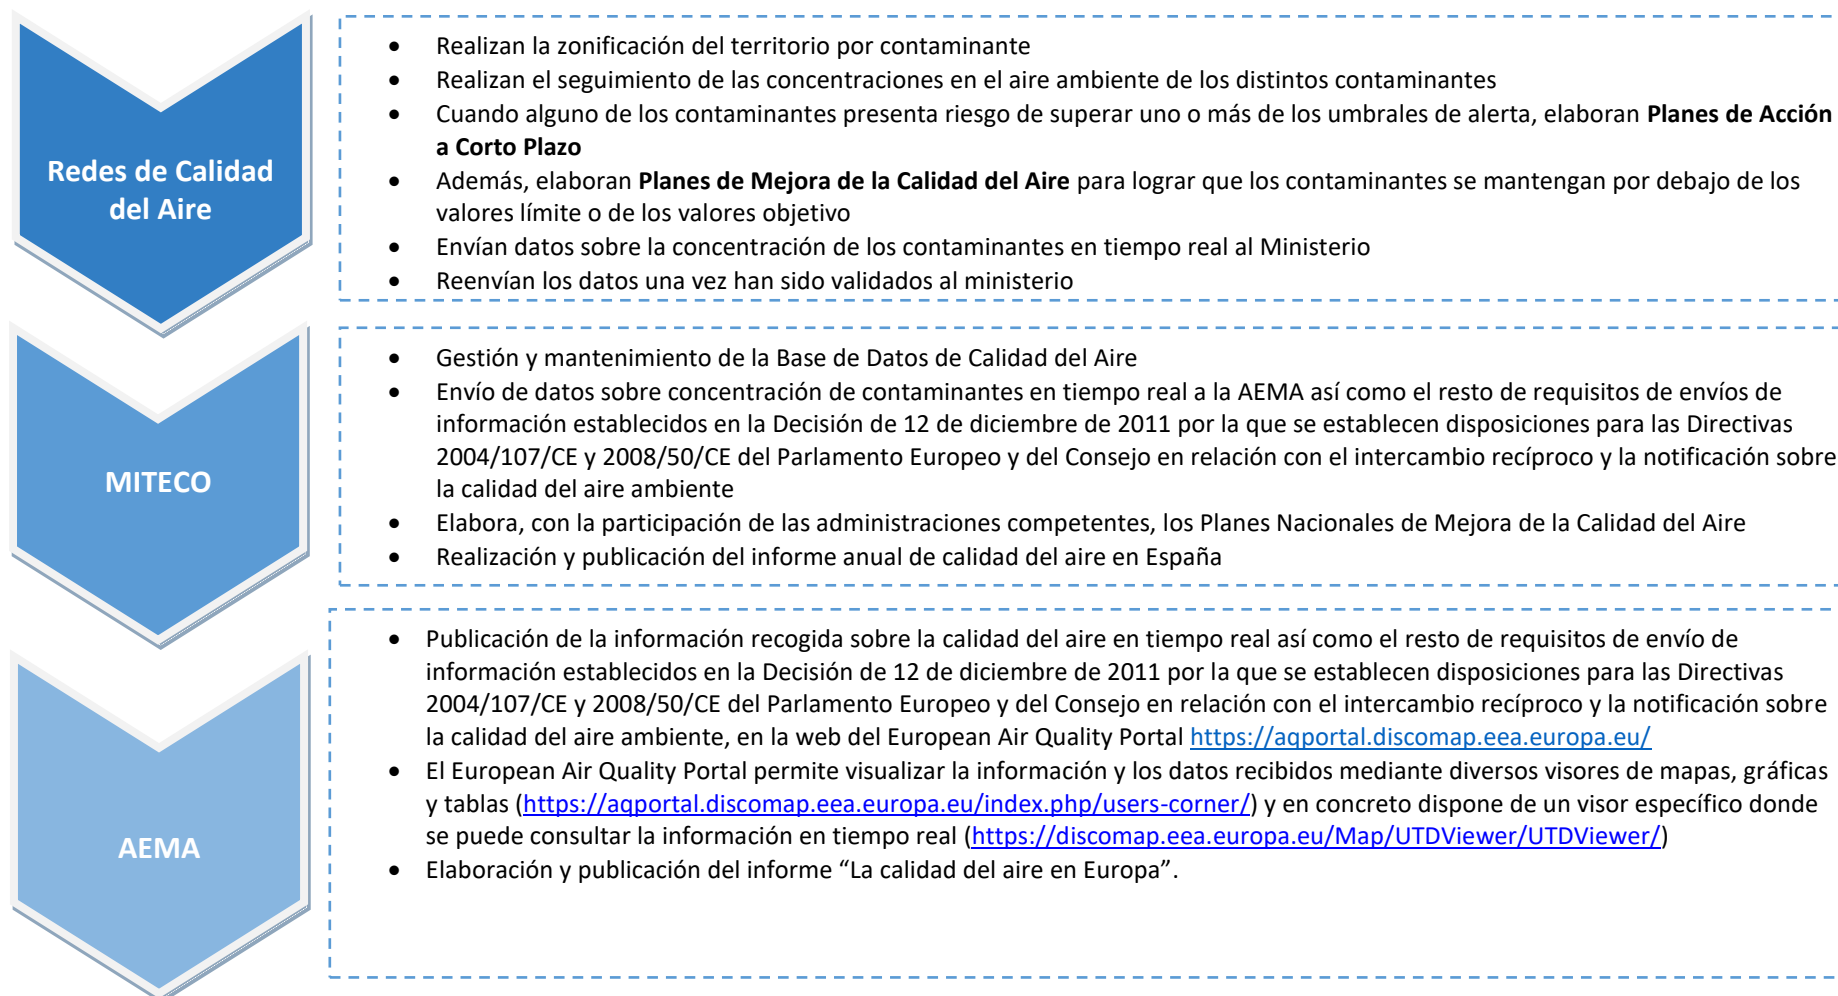 Redes de Calidad
del Aire
• Realizan la zonificación del territorio por contaminante
• Realizan el seguimiento de las concentraciones en el aire ambiente de los distintos contaminantes
• Cuando alguno de los contaminantes presenta riesgo de superar uno o más de los umbrales de alerta, elaboran Planes de Acción
a Corto Plazo
• Además, elaboran Planes de Mejora de la Calidad del Aire para lograr que los contaminantes se mantengan por debajo de los
valores límite o de los valores objetivo
• Envían datos sobre la concentración de los contaminantes en tiempo real al Ministerio
• Reenvían los datos una vez han sido validados al ministerio
MITECO
• Gestión y mantenimiento de la Base de Datos de Calidad del Aire
• Envío de datos sobre concentración de contaminantes en tiempo real a la AEMA así como el resto de requisitos de envíos de
información establecidos en la Decisión de 12 de diciembre de 2011 por la que se establecen disposiciones para las Directivas
2004/107/CE y 2008/50/CE del Parlamento Europeo y del Consejo en relación con el intercambio recíproco y la notificación sobre
la calidad del aire ambiente
• Elabora, con la participación de las administraciones competentes, los Planes Nacionales de Mejora de la Calidad del Aire
• Realización y publicación del informe anual de calidad del aire en España
AEMA
• Publicación de la información recogida sobre la calidad del aire en tiempo real así como el resto de requisitos de envío de
información establecidos en la Decisión de 12 de diciembre de 2011 por la que se establecen disposiciones para las Directivas
2004/107/CE y 2008/50/CE del Parlamento Europeo y del Consejo en relación con el intercambio recíproco y la notificación sobre
la calidad del aire ambiente, en la web del European Air Quality Portal https://aqportal.discomap.eea.europa.eu/
• El European Air Quality Portal permite visualizar la información y los datos recibidos mediante diversos visores de mapas, gráficas
y tablas (https://aqportal.discomap.eea.europa.eu/index.php/users-corner/) y en concreto dispone de un visor específico donde
se puede consultar la información en tiempo real (https://discomap.eea.europa.eu/Map/UTDViewer/UTDViewer/)
• Elaboración y publicación del informe “La calidad del aire en Europa”.